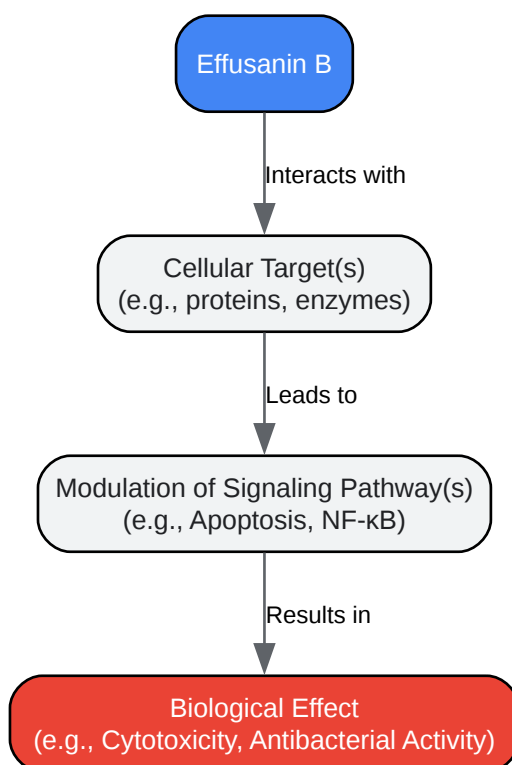 Effusanin B
Interacts with
Cellular Target(s)
(e.g., proteins, enzymes)
Leads to
Modulation of Signaling Pathway(s)
(e.g., Apoptosis, NF-κB)
Results in
Biological Effect
(e.g., Cytotoxicity, Antibacterial Activity)